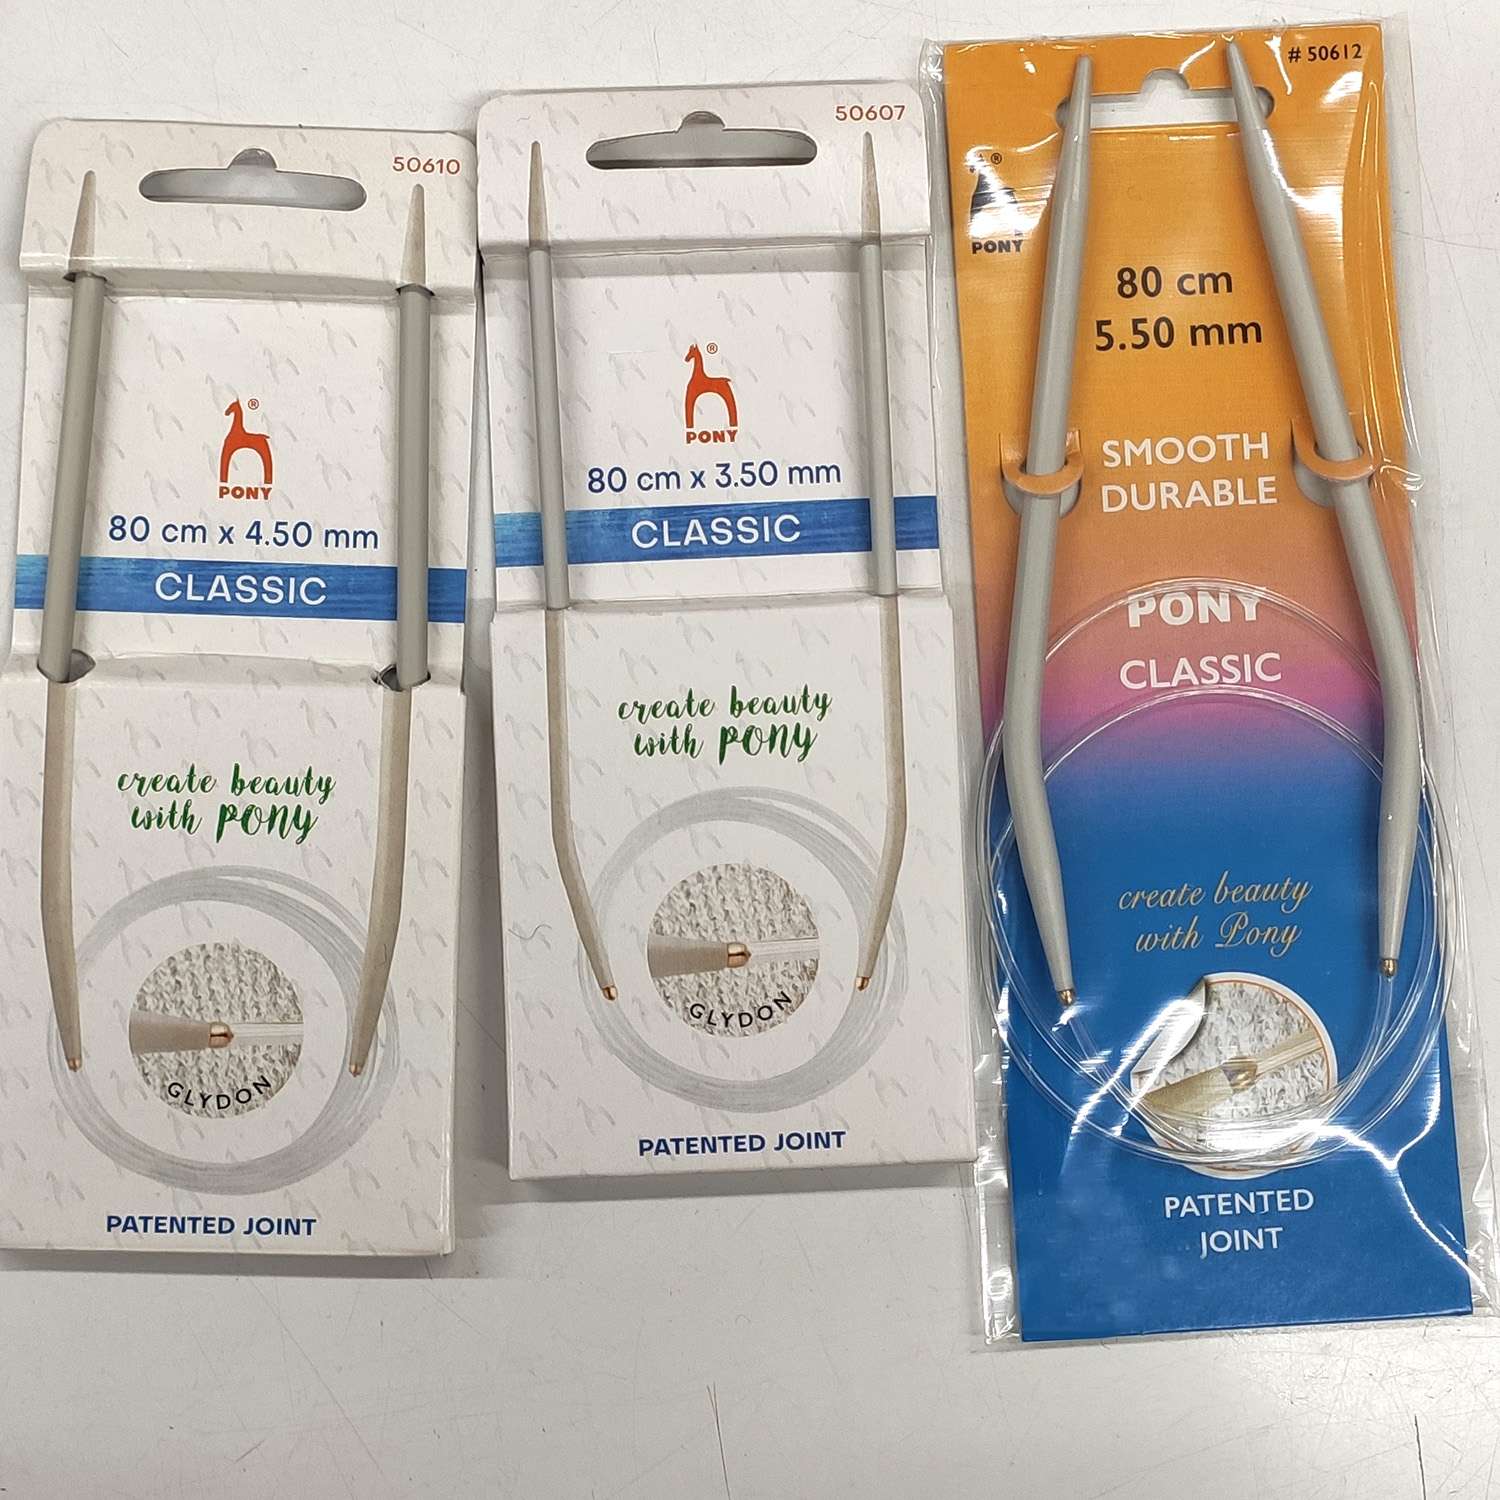 50610
®
PONY
80 cm x 4.50 mm
CLASSIC
create beauty
with PONY
GLYDON
PATENTED JOINT
50607
®
PONY
80 cm x 3.50 mm
CLASSIC
create beauty
with PONY
GLYDON
PATENTED JOINT
# 50612
®
PONY
80 cm
5.50 mm
SMOOTH
DURABLE
PONY
CLASSIC
create beauty
with Pony
PATENTED
JOINT